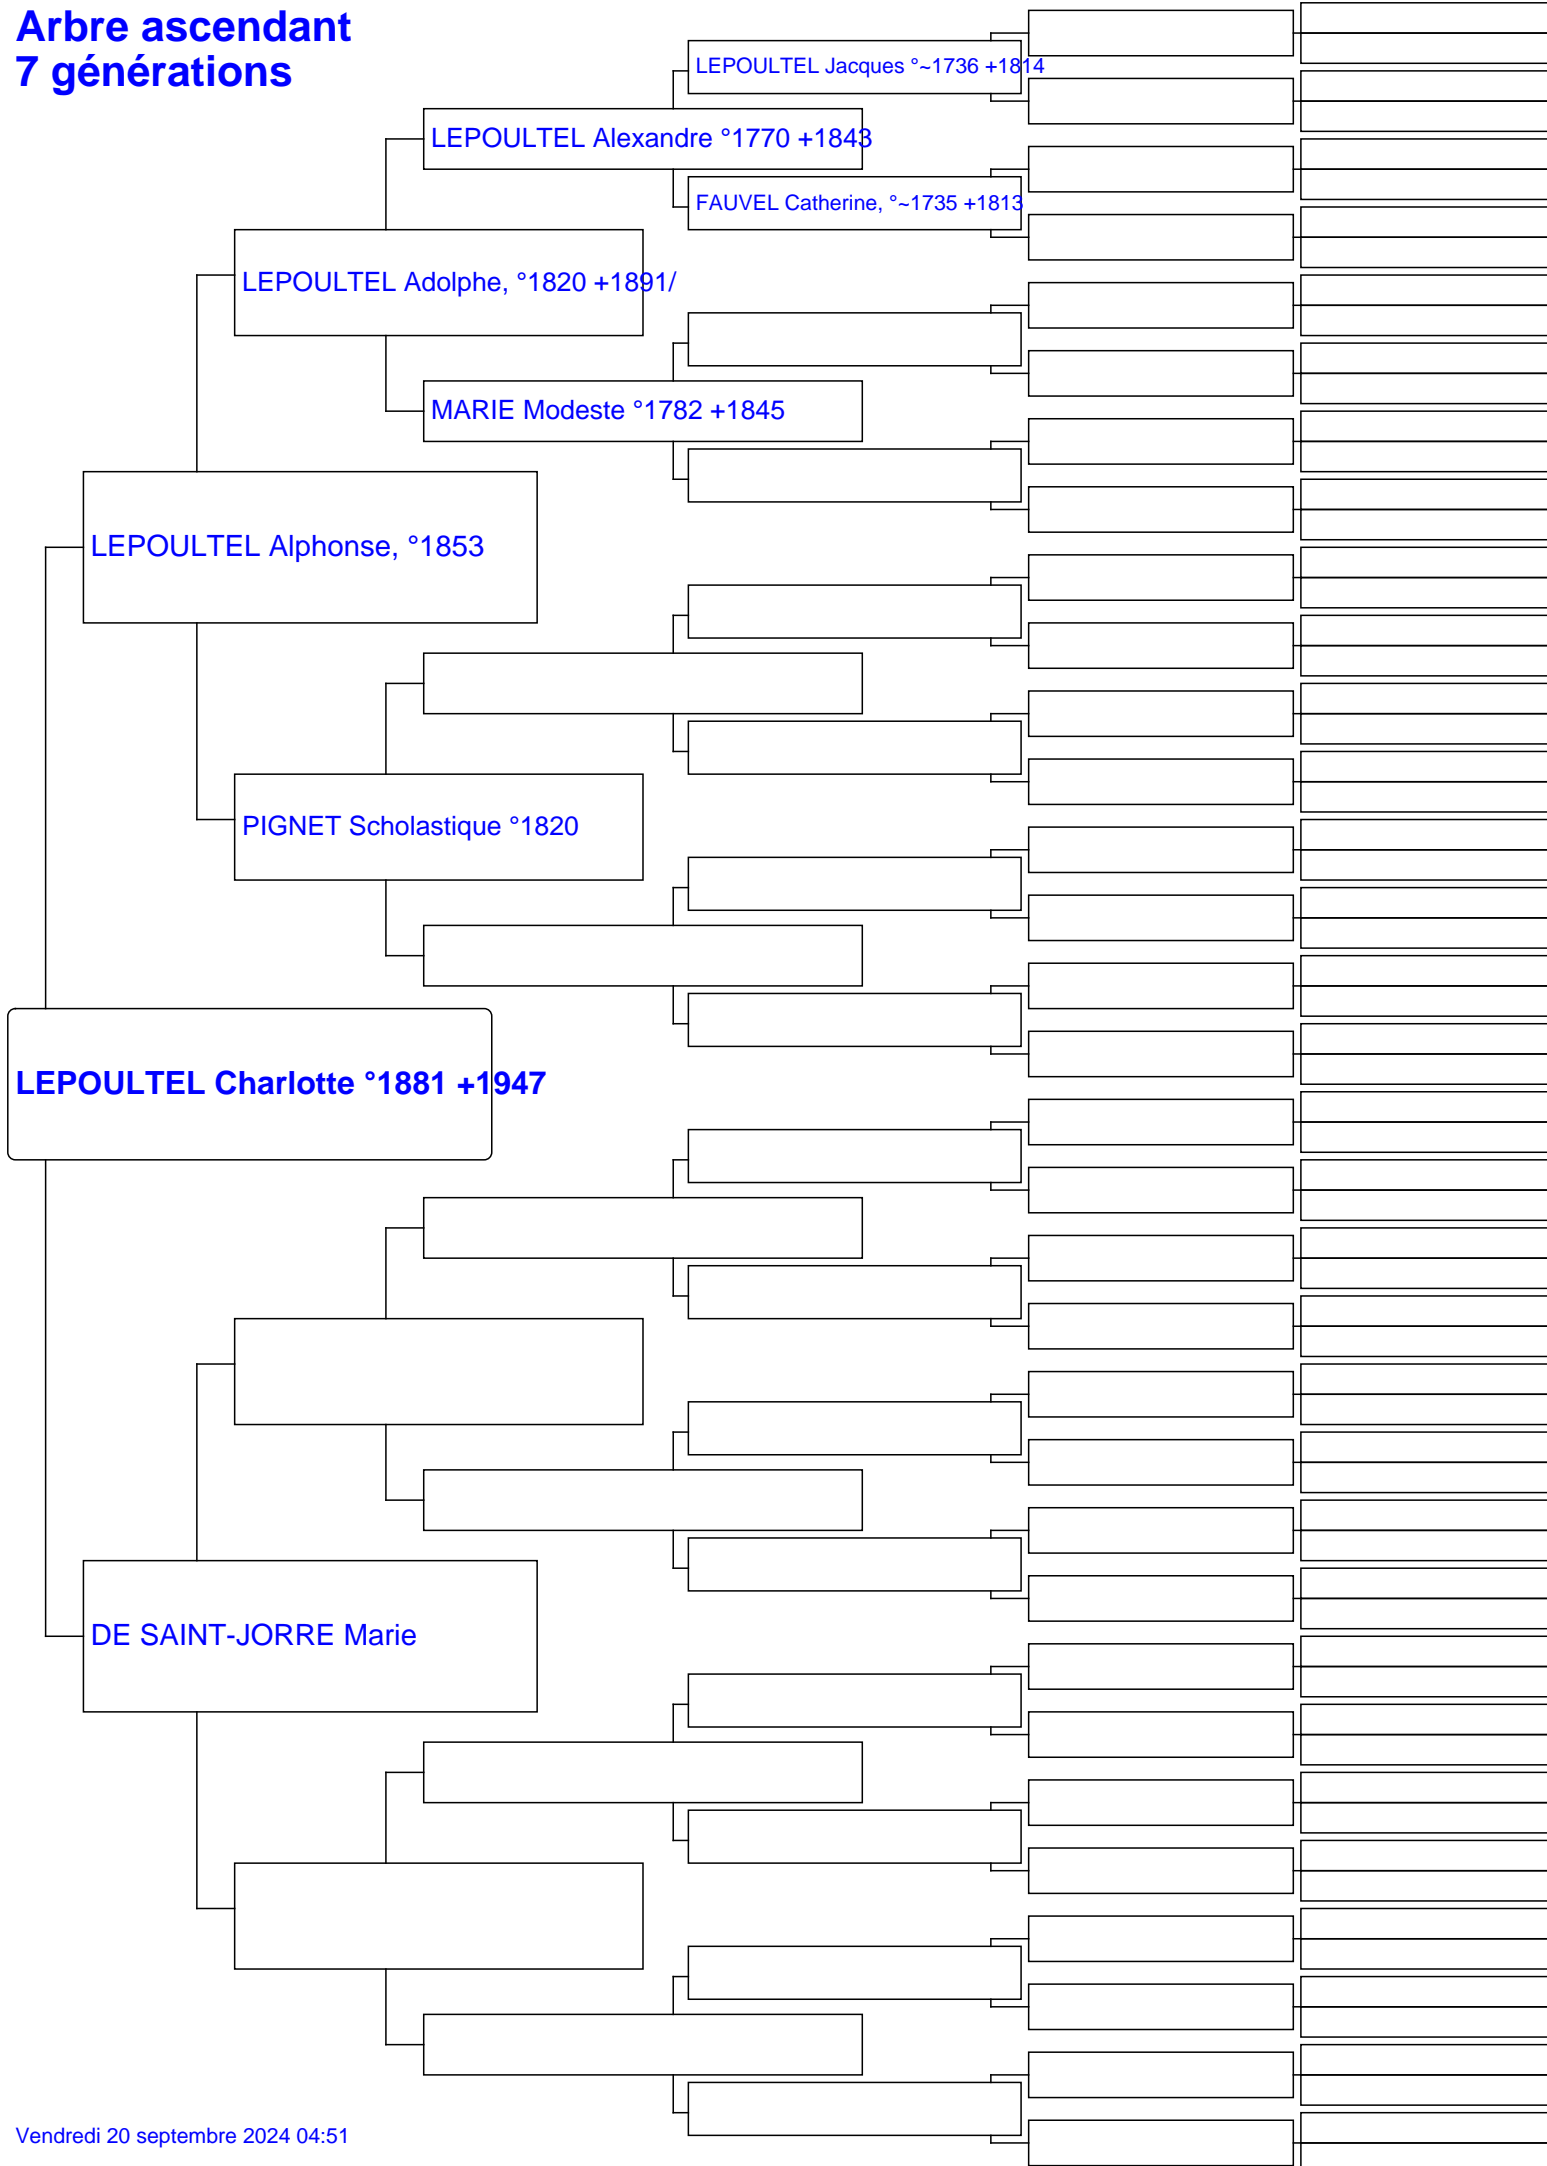 Arbre ascendant
7 générations
LEPOULTEL Jacques °~1736 +1814
LEPOULTEL Alexandre °1770 +1843
FAUVEL Catherine, °~1735 +1813
LEPOULTEL Adolphe, °1820 +1891/
MARIE Modeste °1782 +1845
LEPOULTEL Alphonse, °1853
PIGNET Scholastique °1820
LEPOULTEL Charlotte °1881 +1947
DE SAINT-JORRE Marie
Vendredi 20 septembre 2024 04:51